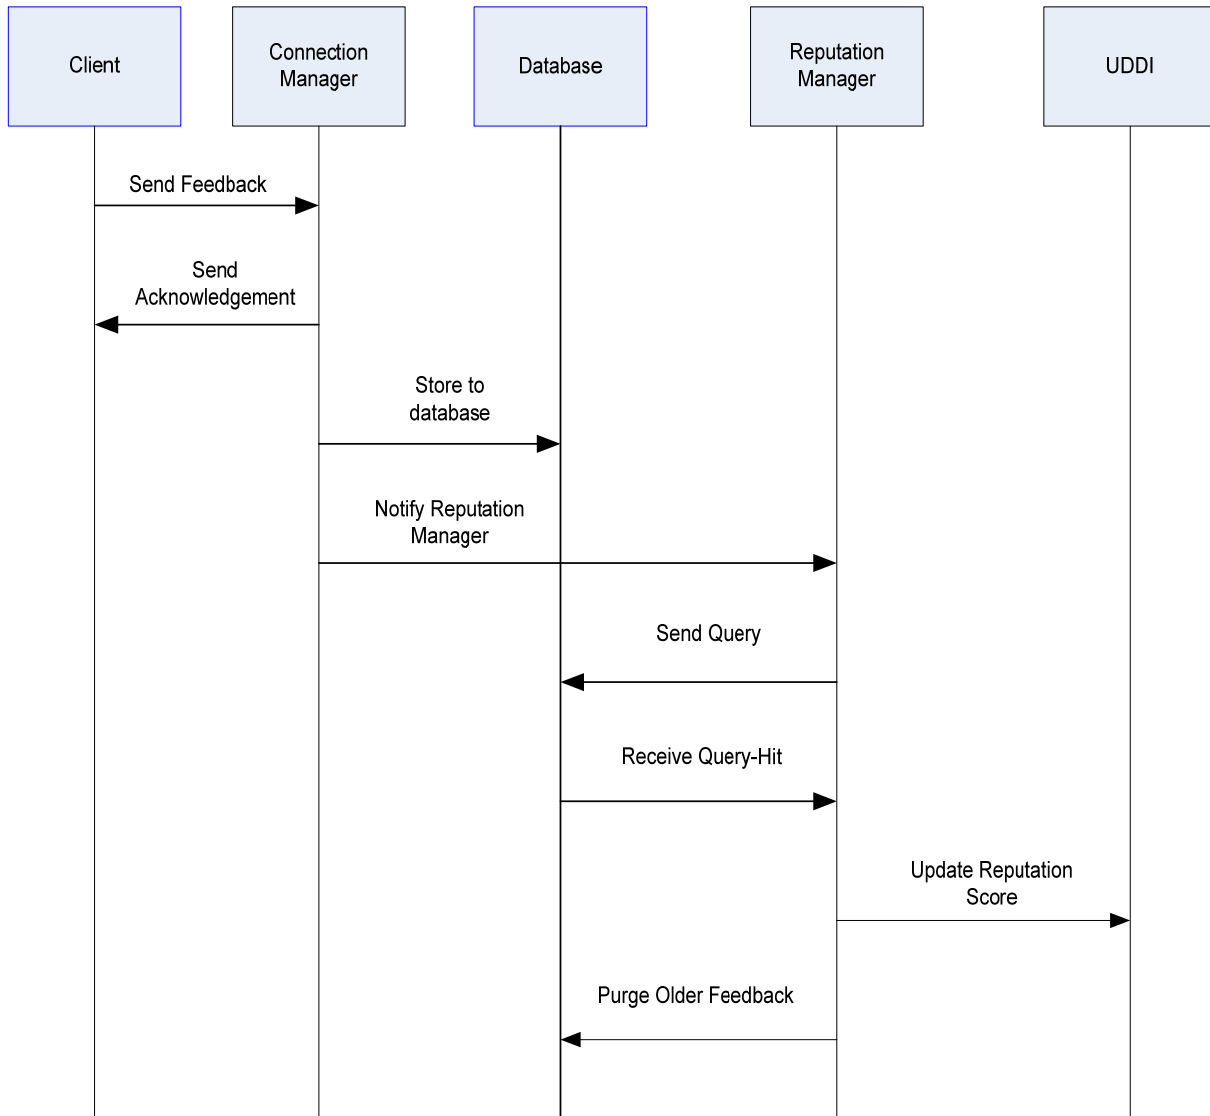 Client
Connection
Manager
Database
Reputation
Manager
UDDI
Send Feedback
Send
Acknowledgement
Store to
database
Notify Reputation
Manager
Send Query
Receive Query-Hit
Update Reputation
Score
Purge Older Feedback